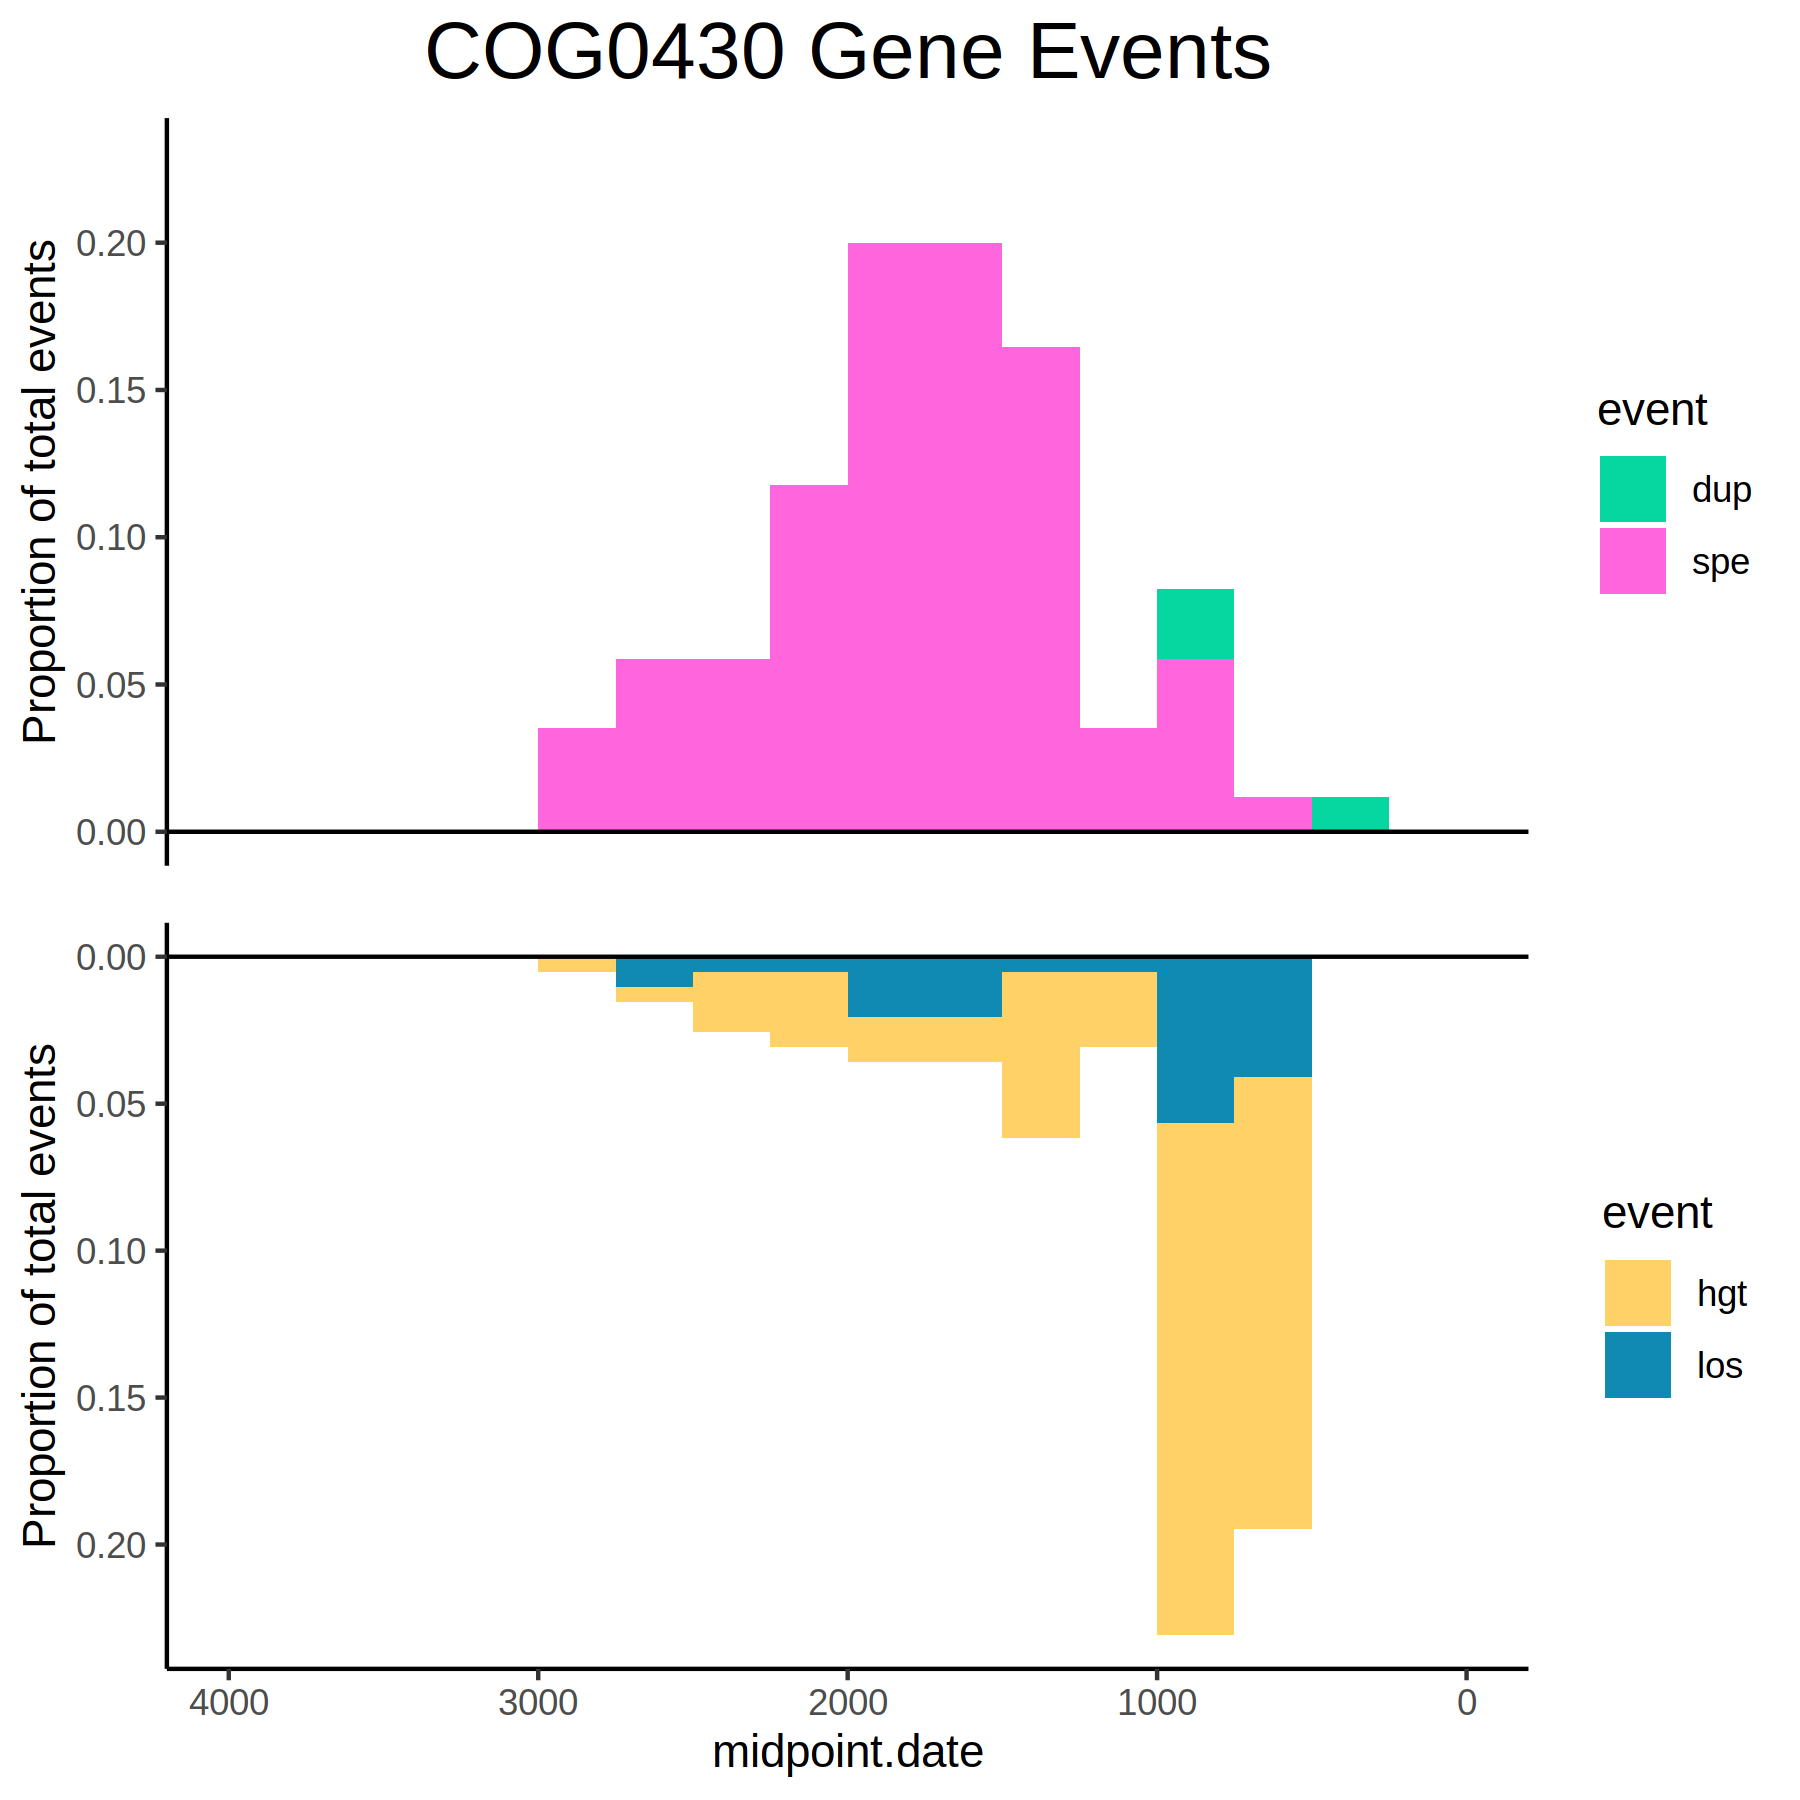 COG0430 Gene Events
Proportion of total events
0.20
0.15
0.10
0.05
0.00
event
dup
spe
Proportion of total events
0.00
0.05
0.10
0.15
0.20
event
hgt
los
4000 3000 2000 1000 0
midpoint.date